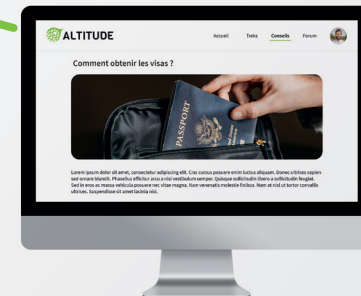 ALTITUDE
Accueil Treks Conseils Forum
Comment obtenir les visas ?
PASSPORT
Lorem ipsum dolor sit amet, consectetur adipiscing elit. Cras cursus posuere enim luctus aliquam. Donec ultrices sapien
sed ornare blandit. Phasellus efficitur arcu a nisi vestibulum semper. Quisque sollicitudin libero a sollicitudin feugiat.
Sed in eros ac massa vehicula posuere nec vitae magna. Nam venenatis molestie finibus. Nam at nisl ut tortor convallis
ultrices. Suspendisse sit amet lacinia nisl.